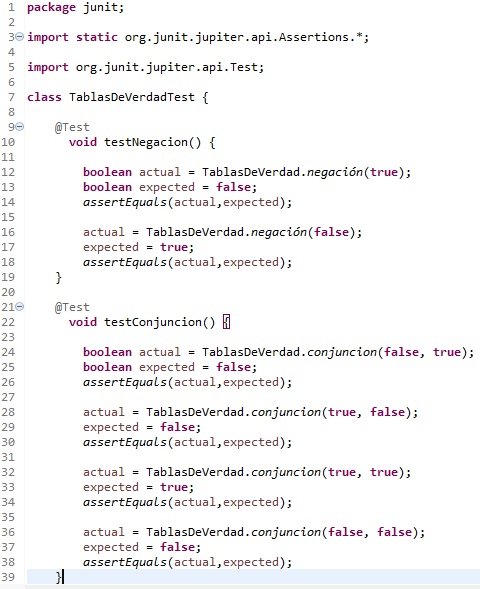 1 package junit;
2
3 import static org.junit.jupiter.api.Assertions.*;
4
5 import org.junit.jupiter.api.Test;
6
7 class TablasDeVerdadTest {
8
9 @Test
10 void testNegacion() {
11
12 boolean actual = TablasDeVerdad.negación(true);
13 boolean expected = false;
14 assertEquals(actual,expected);
15
16 actual = TablasDeVerdad.negación(false);
17 expected = true;
18 assertEquals(actual,expected);
19 }
20
21 @Test
22 void testConjuncion() {
23
24 boolean actual = TablasDeVerdad.conjuncion(false, true);
25 boolean expected = false;
26 assertEquals(actual,expected);
27
28 actual = TablasDeVerdad.conjuncion(true, false);
29 expected = false;
30 assertEquals(actual,expected);
31
32 actual = TablasDeVerdad.conjuncion(true, true);
33 expected = true;
34 assertEquals(actual,expected);
35
36 actual = TablasDeVerdad.conjuncion(false, false);
37 expected = false;
38 assertEquals(actual,expected);
39 }